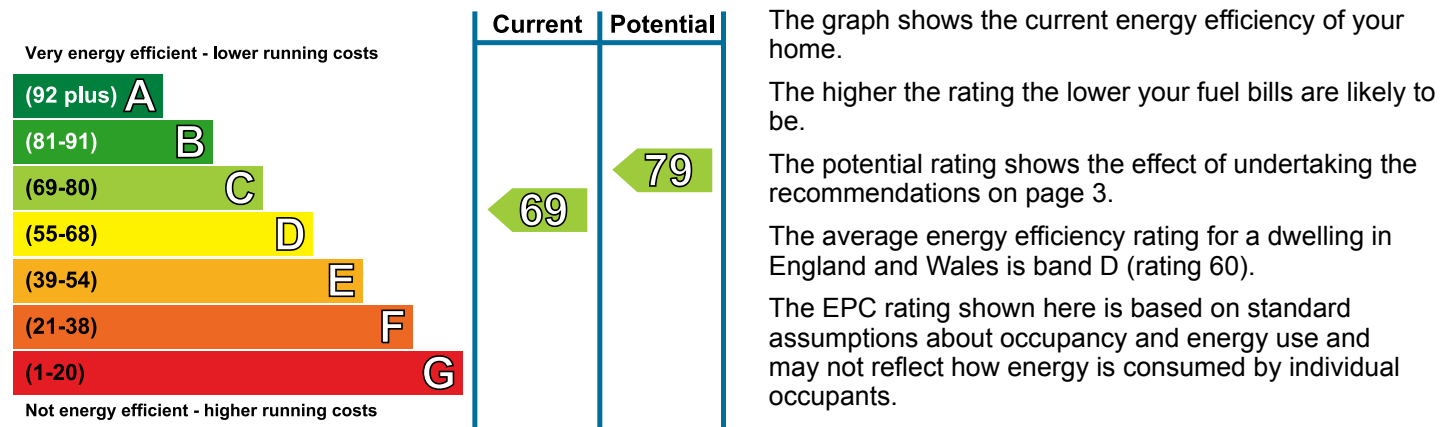 Current Potential
Very energy efficient - lower running costs
(92 plus) A
(81-91) B
(69-80) C
(55-68) D
(39-54) E
(21-38) F
(1-20) G
Not energy efficient - higher running costs
69
79
The graph shows the current energy efficiency of your
home.
The higher the rating the lower your fuel bills are likely to
be.
The potential rating shows the effect of undertaking the
recommendations on page 3.
The average energy efficiency rating for a dwelling in
England and Wales is band D (rating 60).
The EPC rating shown here is based on standard
assumptions about occupancy and energy use and
may not reflect how energy is consumed by individual
occupants.